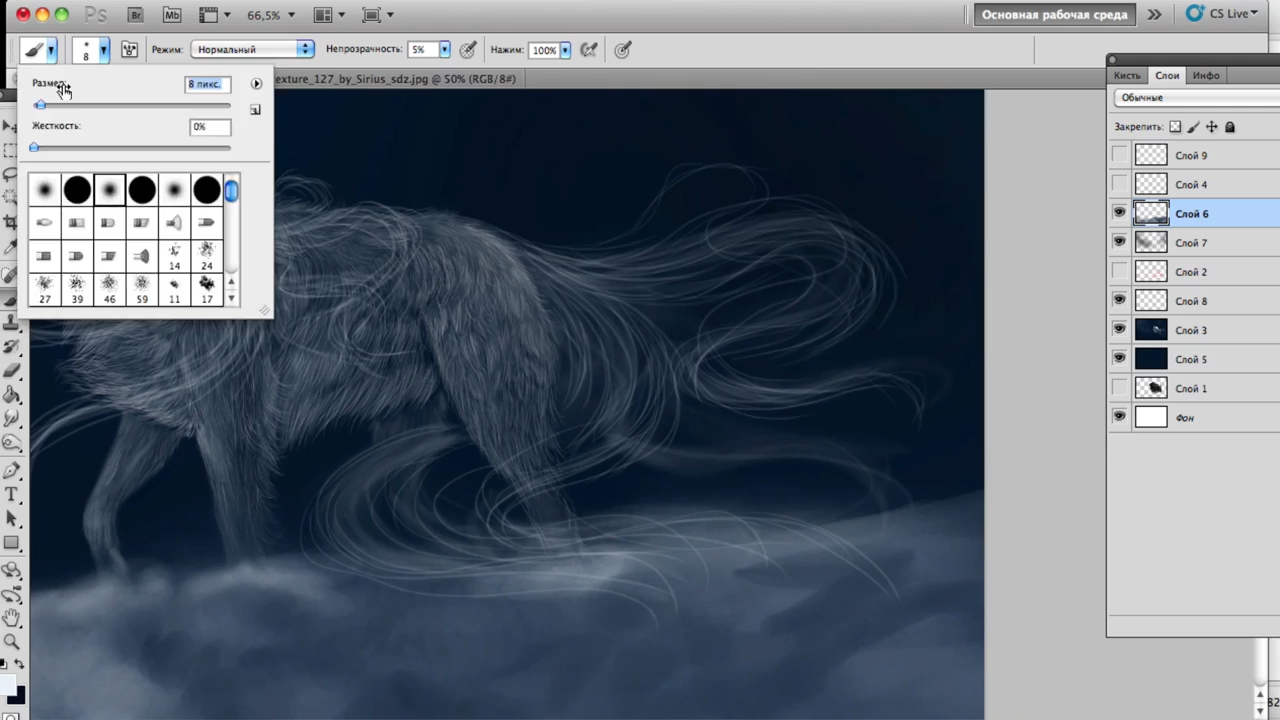 Ps Br Mb 66,5% Основная рабочая среда CS Live
8 Режим: Нормальный Непрозрачность: 5% Нажим: 100%
exture_127_by_Sirius_sdz.jpg @ 50% (RGB/8#)
Размер: 8 пикс.
Жесткость: 0%
14 24
27 39 46 59 11 17
Кисть Слои Инфо
Обычные
Закрепить:
Слой 9
Слой 4
Слой 6
Слой 7
Слой 2
Слой 8
Слой 3
Слой 5
Слой 1
Фон